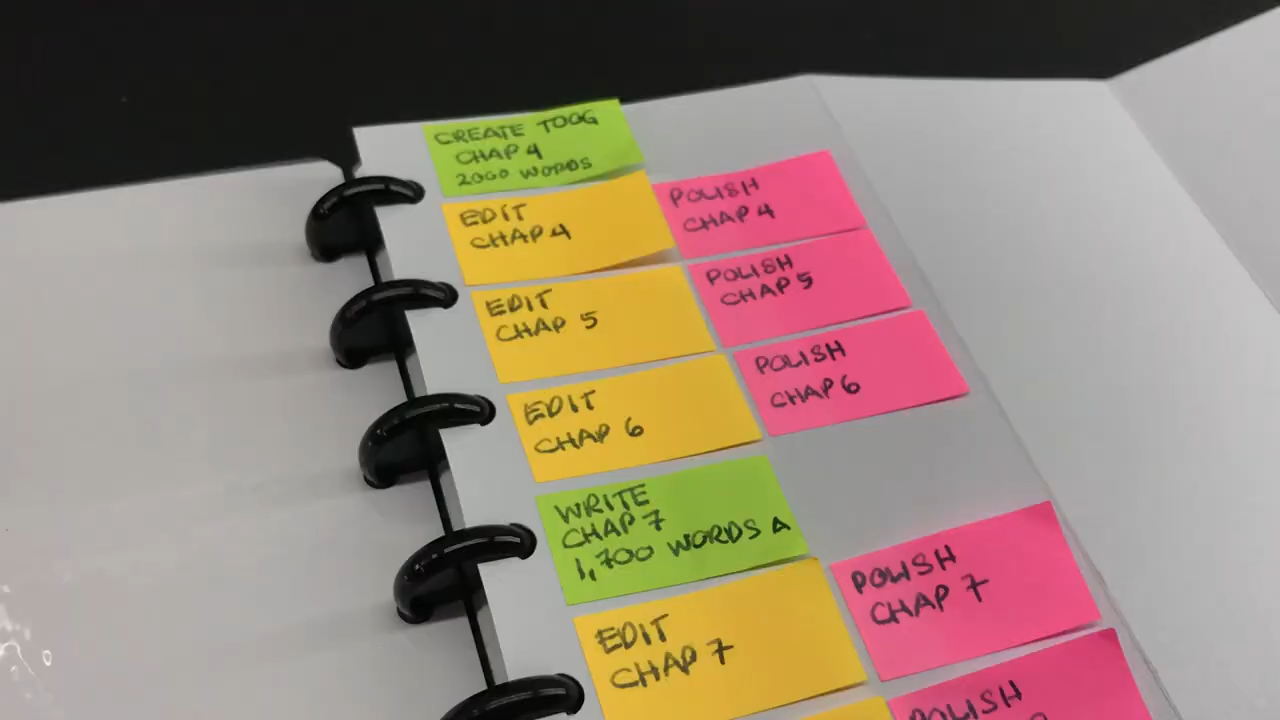 CREATE TOOG
CHAP 4
2000 WORDS
EDIT
CHAP 4
POLISH
CHAP 4
EDIT
CHAP 5
POLISH
CHAP 5
EDIT
CHAP 6
POLISH
CHAP 6
WRITE
CHAP 7
1,700 WORDS A
EDIT
CHAP 7
POLISH
CHAP 7
POLISH